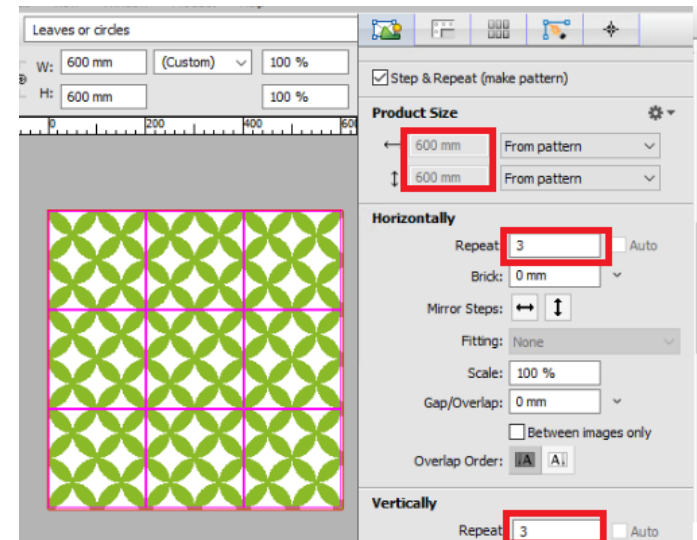 Leaves or circles
W: 600 mm (Custom) 100 %
H: 600 mm 100 %
0 200 400 600
Step & Repeat (make pattern)
Product Size
600 mm From pattern
600 mm From pattern
Horizontally
Repeat 3 Auto
Brick: 0 mm
Mirror Steps:
Fitting: None
Scale: 100 %
Gap/Overlap: 0 mm
Between images only
Overlap Order: A A
Vertically
Repeat 3 Auto